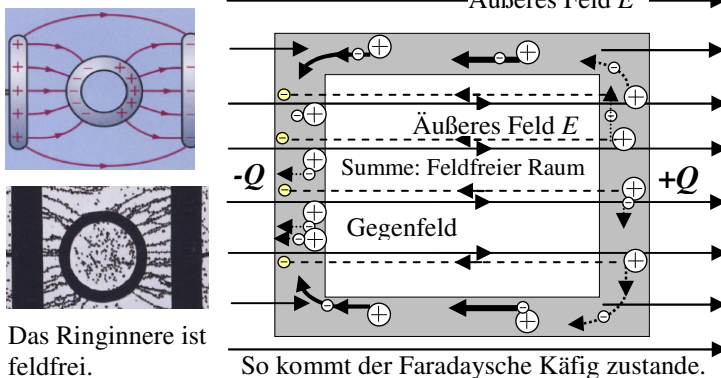 Äußeres Feld E
Äußeres Feld E
-Q
Summe: Feldfreier Raum
+Q
Gegenfeld
Das Ringinnere ist
feldfrei.
So kommt der Faradaysche Käfig zustande.